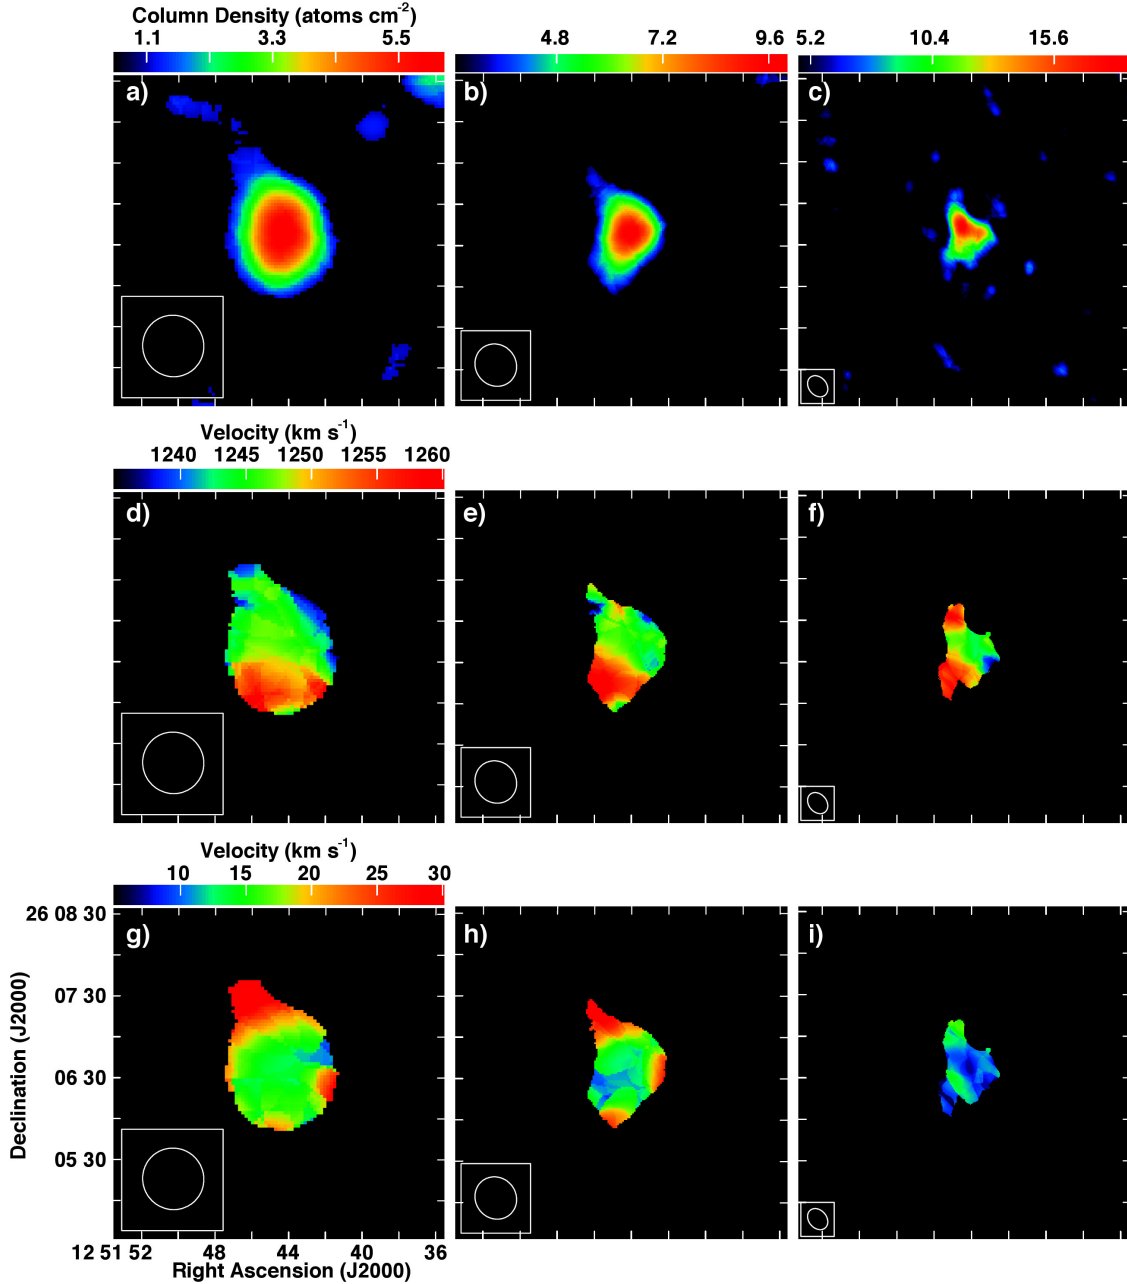 Column Density (atoms cm-2)
1.1 3.3 5.5 4.8 7.2 9.6 5.2 10.4 15.6
a) b) c)
Velocity (km s-1)
1240 1245 1250 1255 1260
d) e) f)
Velocity (km s-1)
10 15 20 25 30
26 08 30
g) h) i)
07 30
06 30
05 30
Declination (J2000)
12 51 52 48 44 40 36
Right Ascension (J2000)